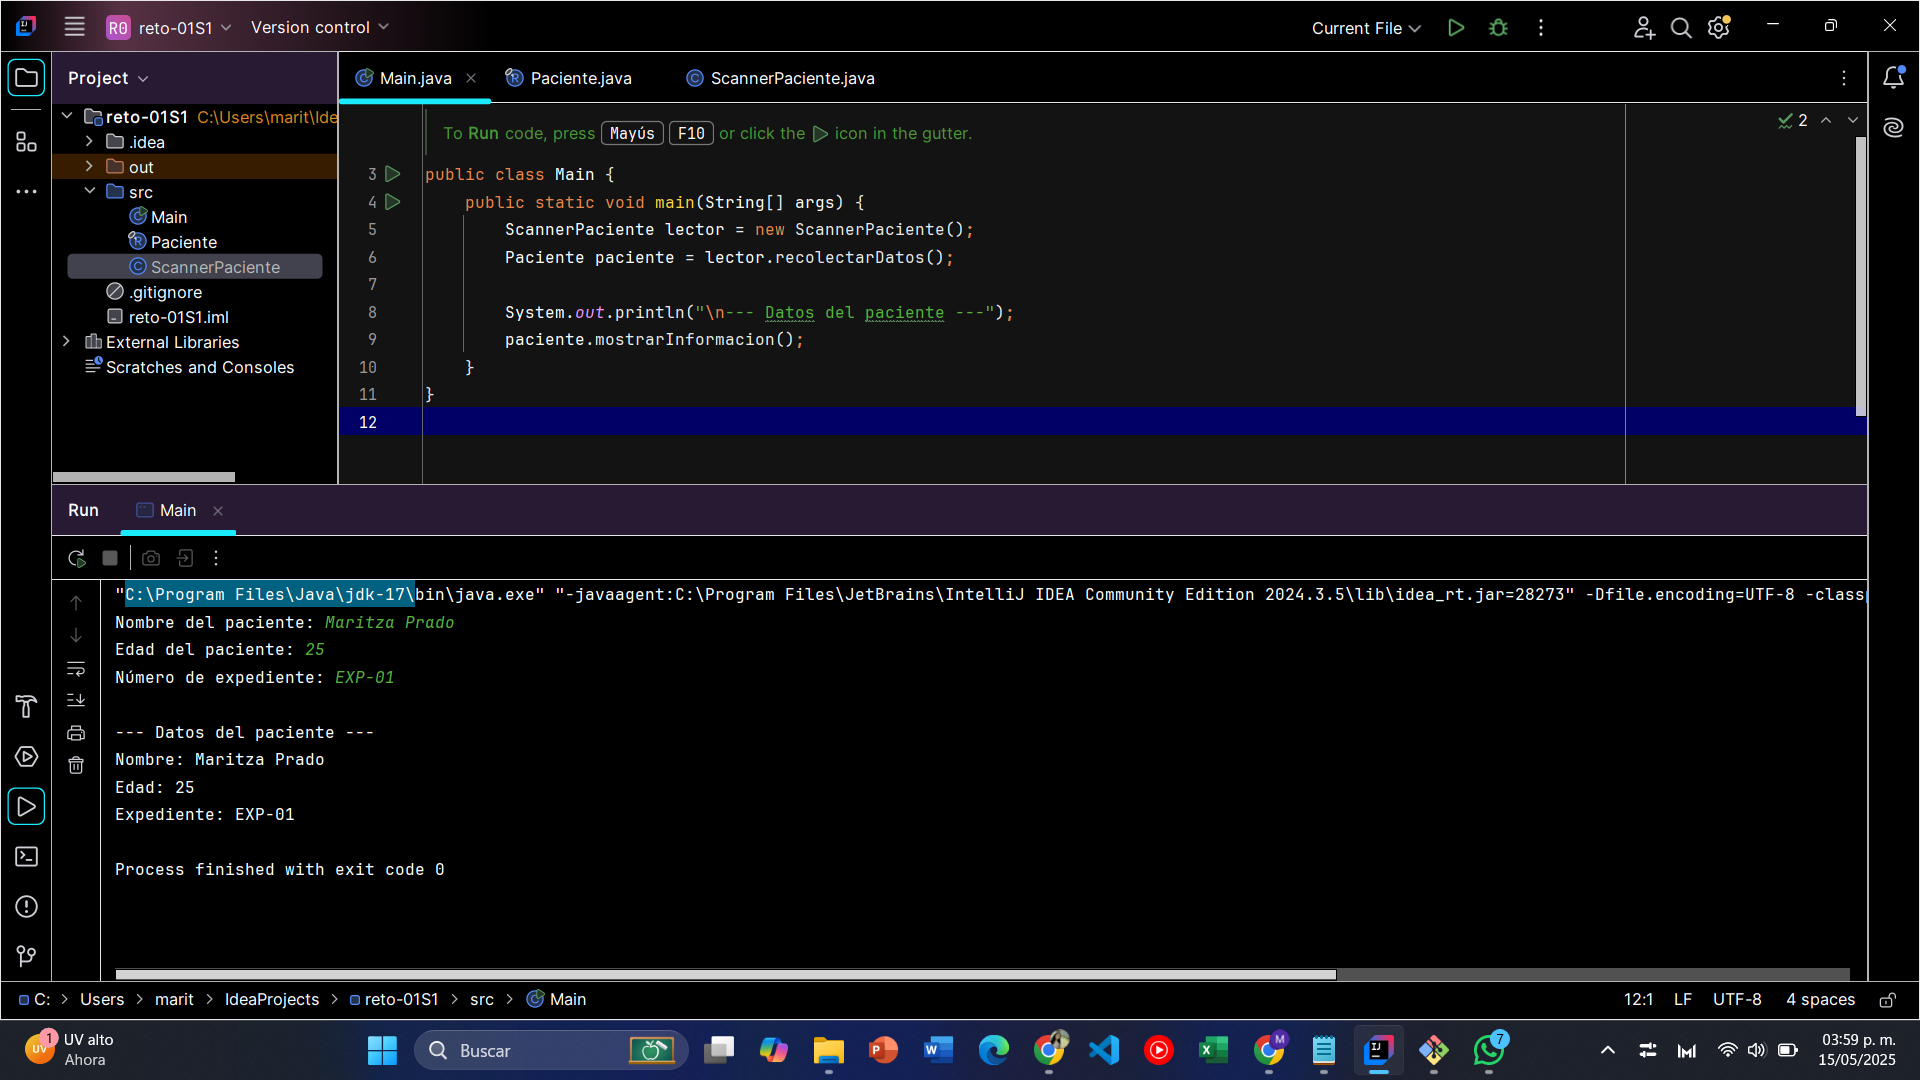 R0 reto-01S1 Version control Current File
Project Main.java Paciente.java ScannerPaciente.java
reto-01S1 C:\Users\marit\Ide
.idea
out
src
Main
Paciente
ScannerPaciente
.gitignore
reto-01S1.iml
External Libraries
Scratches and Consoles
To Run code, press Mayús F10 or click the icon in the gutter.
2
3 public class Main {
4 public static void main(String[] args) {
5 ScannerPaciente lector = new ScannerPaciente();
6 Paciente paciente = lector.recolectarDatos();
7
8 System.out.println("\n--- Datos del paciente ---");
9 paciente.mostrarInformacion();
10 }
11 }
12
Run Main
"C:\Program Files\Java\jdk-17\bin\java.exe" "-javaagent:C:\Program Files\JetBrains\IntelliJ IDEA Community Edition 2024.3.5\lib\idea_rt.jar=28273" -Dfile.encoding=UTF-8 -class
Nombre del paciente: Maritza Prado
Edad del paciente: 25
Número de expediente: EXP-01
--- Datos del paciente ---
Nombre: Maritza Prado
Edad: 25
Expediente: EXP-01
Process finished with exit code 0
C: > Users > marit > IdeaProjects > reto-01S1 > src > Main 12:1 LF UTF-8 4 spaces
UV 1 UV alto
Ahora
Buscar
M
7
03:59 p. m.
15/05/2025